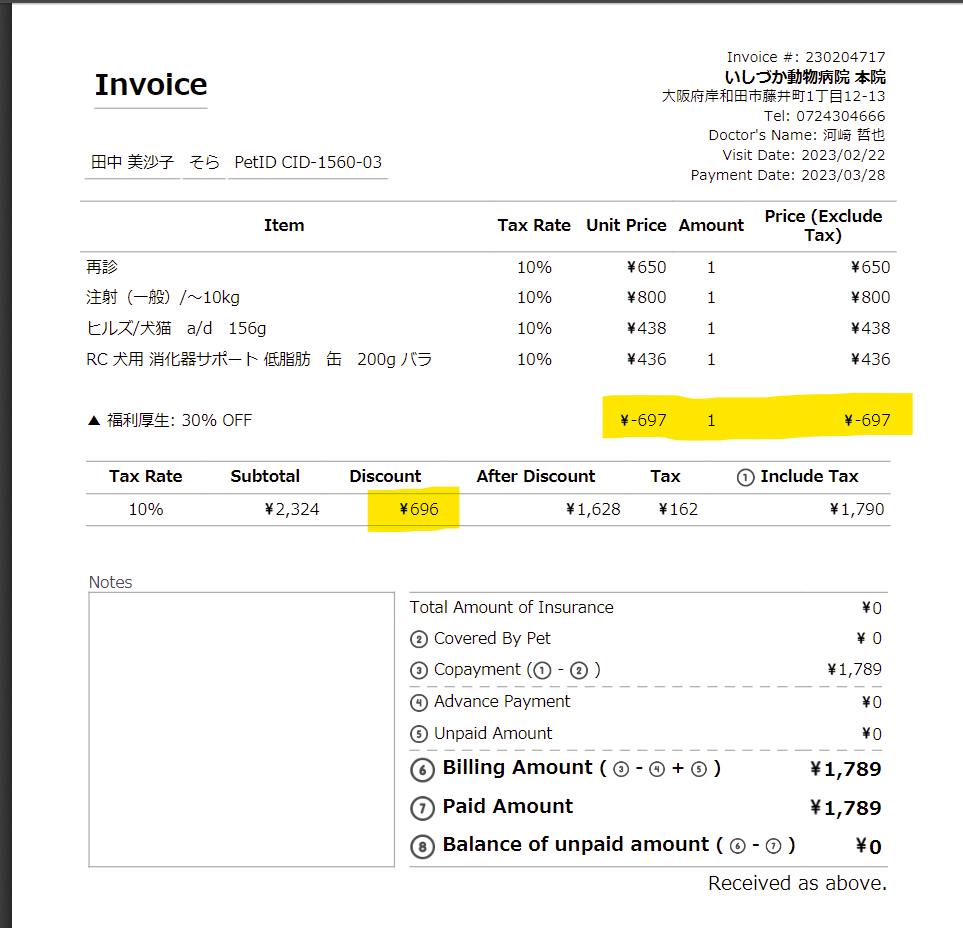 Invoice
Invoice #: 230204717
いしづか動物病院 本院
大阪府岸和田市藤井町1丁目12-13
Tel: 0724304666
Doctor's Name: 河﨑 哲也
Visit Date: 2023/02/22
Payment Date: 2023/03/28
田中 美沙子 そら PetID CID-1560-03
Item Tax Rate Unit Price Amount Price (Exclude Tax)
再診 10% ¥650 1 ¥650
注射（一般）/～10kg 10% ¥800 1 ¥800
ヒルズ/犬猫　a/d　156g 10% ¥438 1 ¥438
RC 犬用 消化器サポート 低脂肪　缶　200g バラ 10% ¥436 1 ¥436
▲ 福利厚生: 30% OFF ¥-697 1 ¥-697
Tax Rate Subtotal Discount After Discount Tax ① Include Tax
10% ¥2,324 ¥696 ¥1,628 ¥162 ¥1,790
Notes
Total Amount of Insurance ¥0
② Covered By Pet ¥ 0
③ Copayment (① - ② ) ¥1,789
④ Advance Payment ¥0
⑤ Unpaid Amount ¥0
⑥ Billing Amount ( ③ - ④ + ⑤ ) ¥1,789
⑦ Paid Amount ¥1,789
⑧ Balance of unpaid amount ( ⑥ - ⑦ ) ¥0
Received as above.